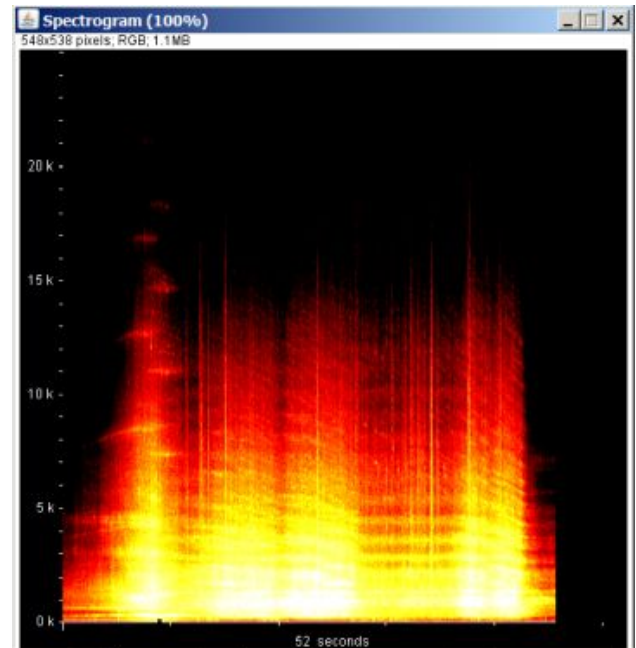 Spectrogram (100%)
548x538 pixels; RGB; 1.1MB
20 k
15 k
10 k
5 k
0 k
52 seconds